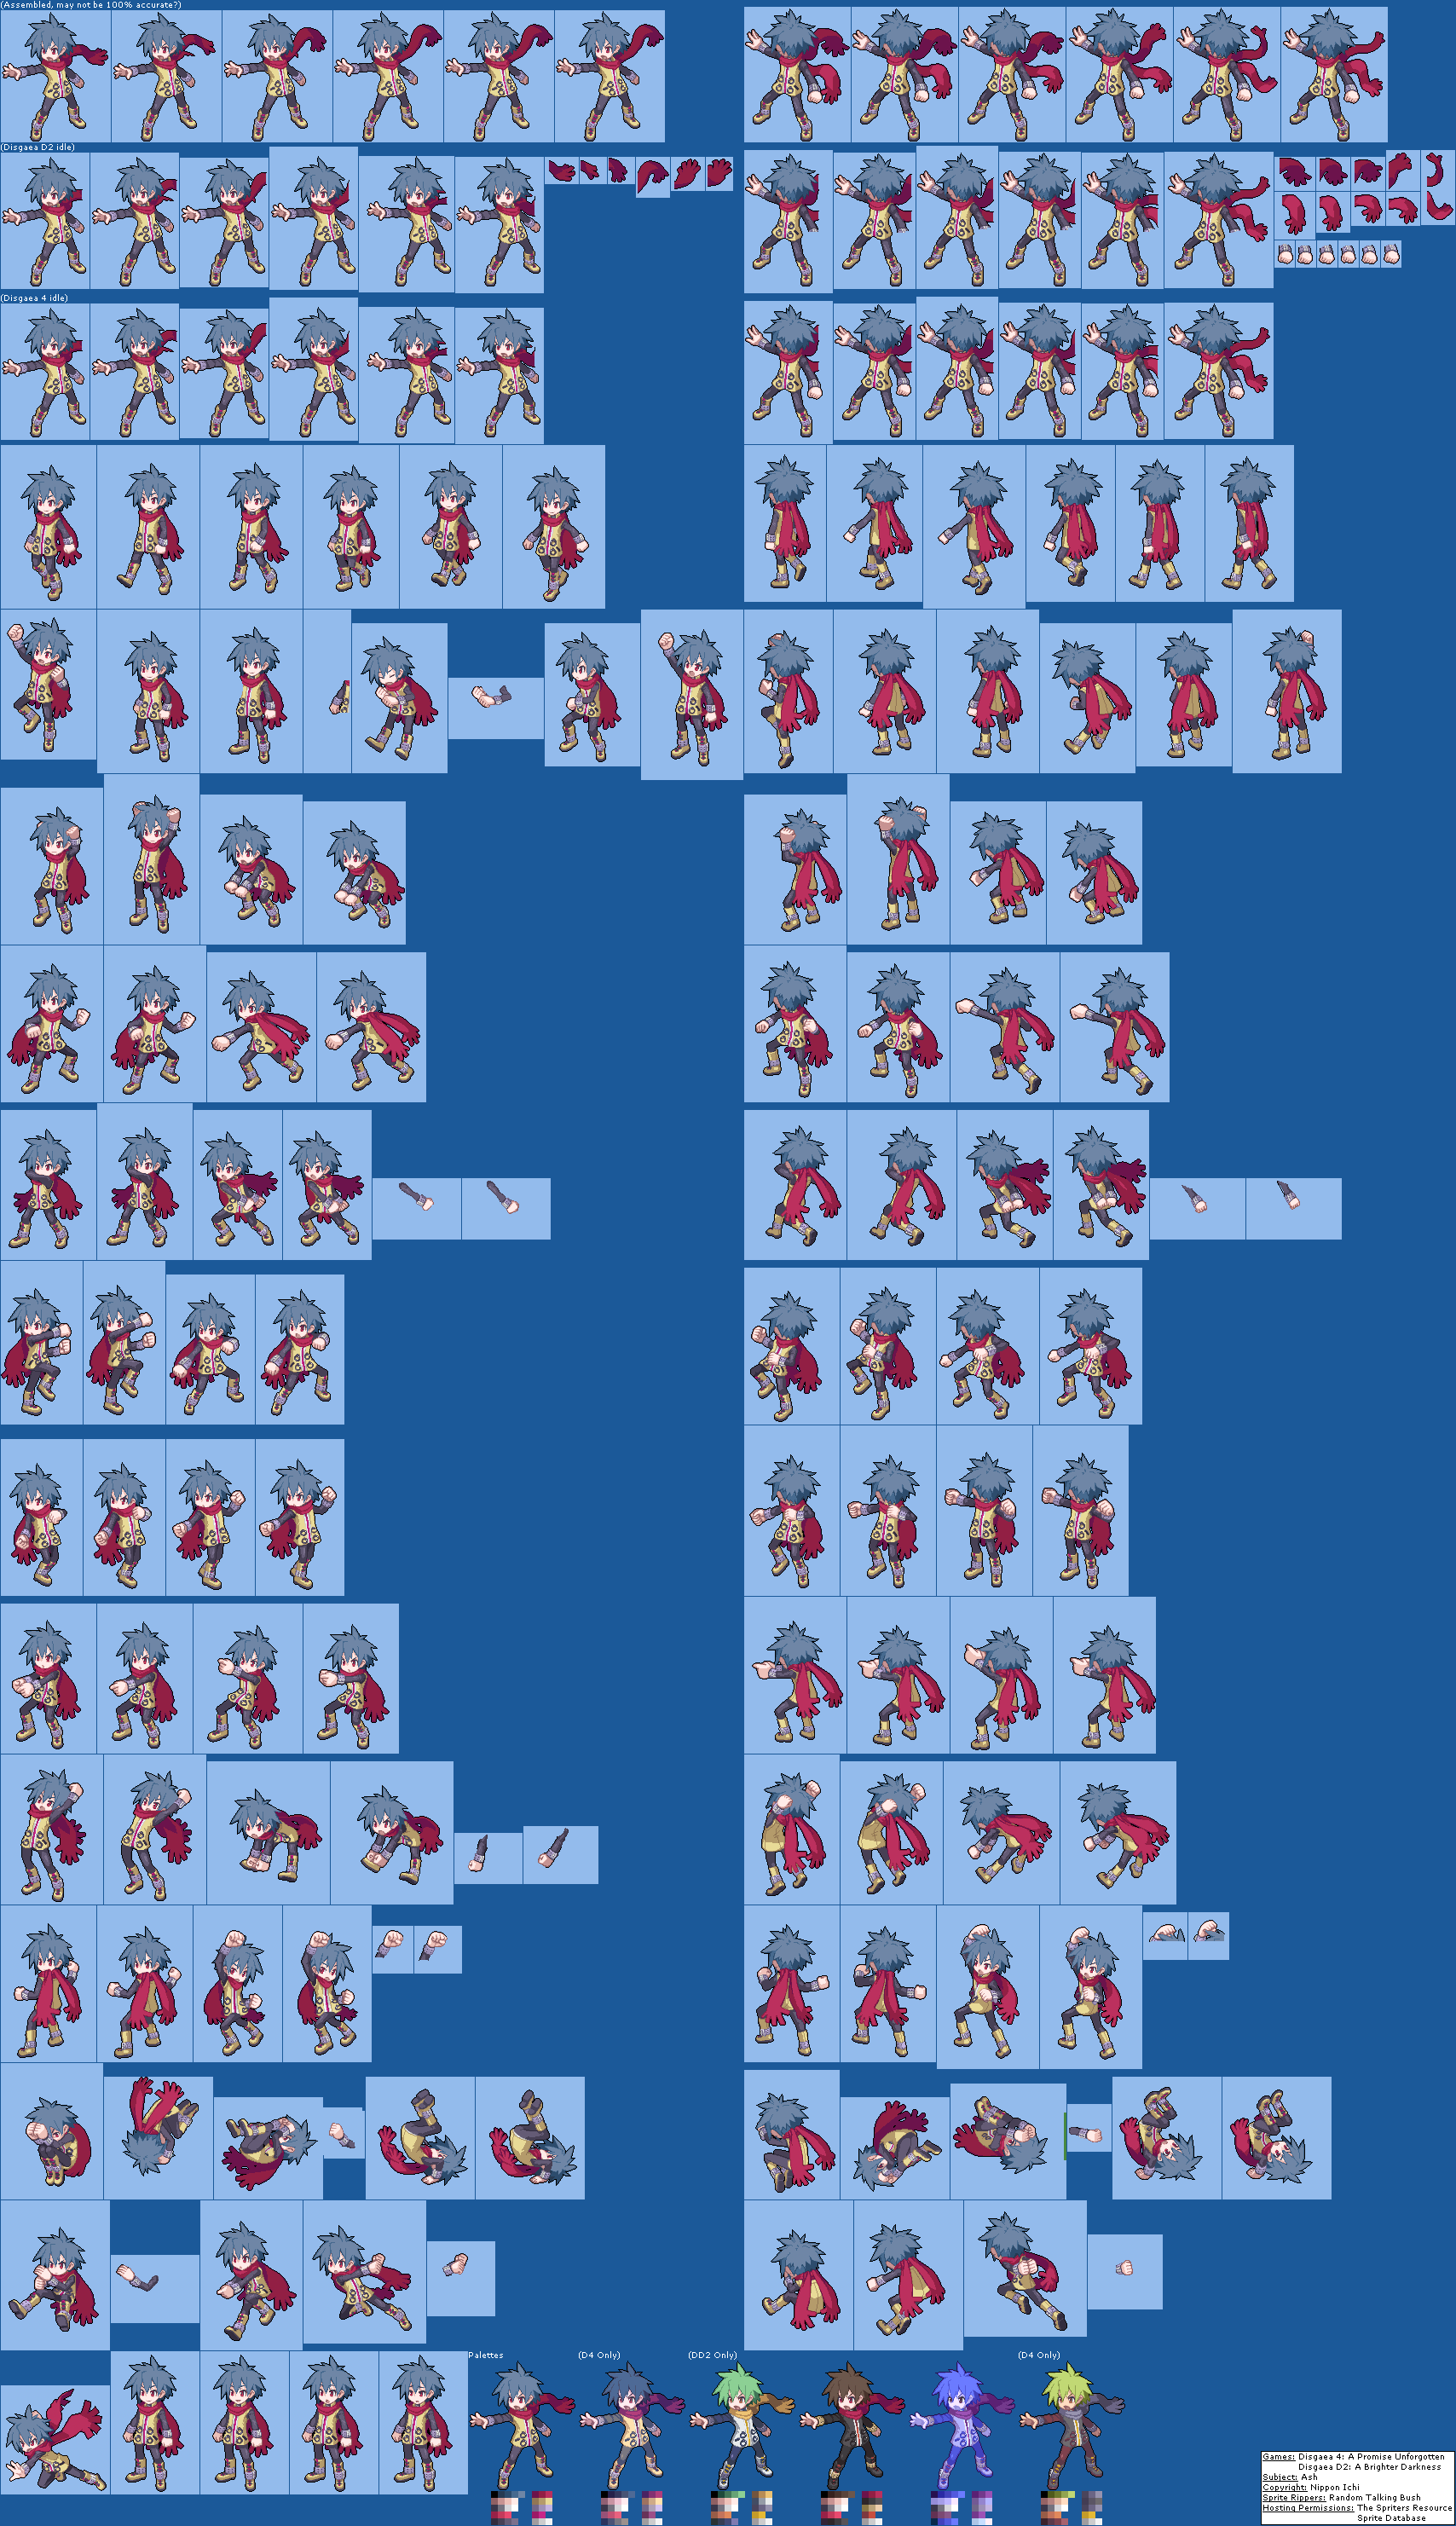 (Assembled, may not be 100% accurate?)
(Disgaea D2 idle)
(Disgaea 4 idle)
Palettes
(D4 Only)
(DD2 Only)
(D4 Only)
Games: Disgaea 4: A Promise Unforgotten
Disgaea D2: A Brighter Darkness
Subject: Ash
Copyright: Nippon Ichi
Sprite Rippers: Random Talking Bush
Hosting Permissions: The Spriters Resource
Sprite Database